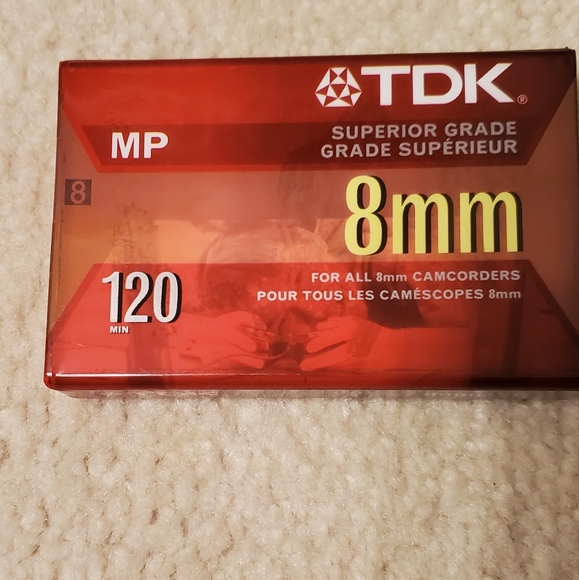 TDK®
MP
SUPERIOR GRADE
GRADE SUPÉRIEUR
8
8mm
120
MIN
FOR ALL 8mm CAMCORDERS
POUR TOUS LES CAMÉSCOPES 8mm